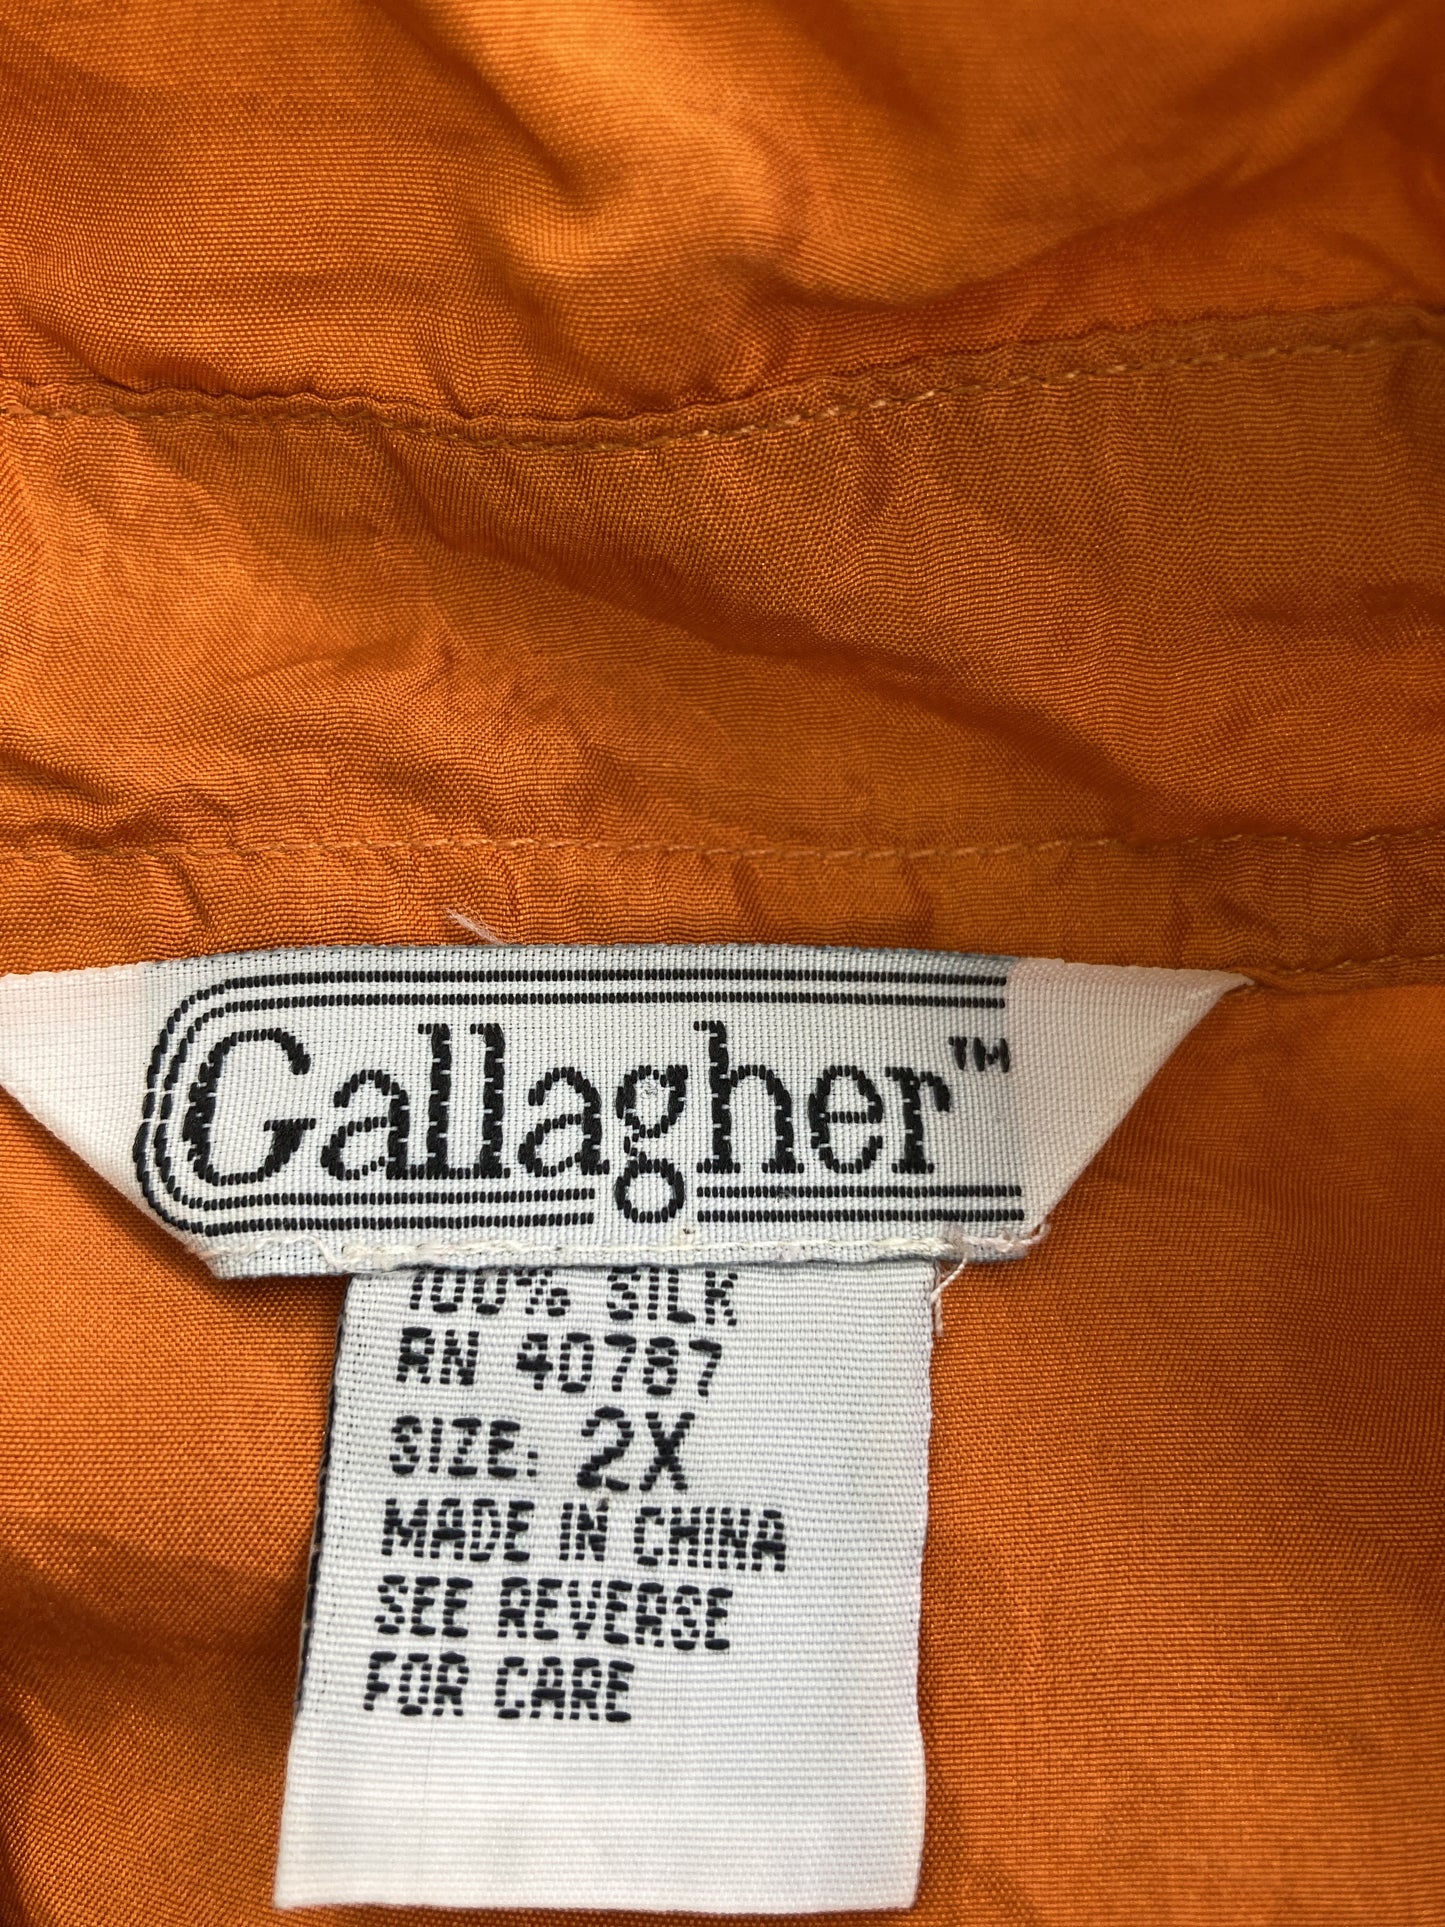 Gallagher™
100% SILK
RN 40787
SIZE: 2X
MADE IN CHINA
SEE REVERSE
FOR CARE